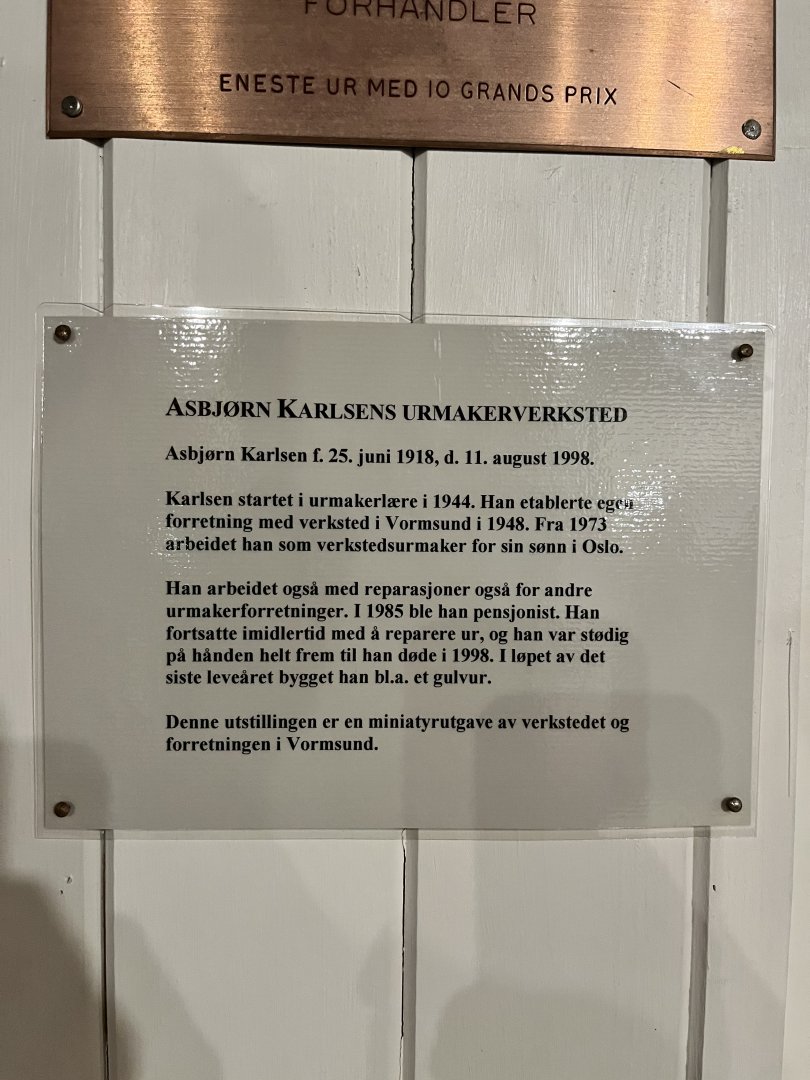 FORHANDLER
ENESTE UR MED 10 GRANDS PRIX
ASBJØRN KARLSENS URMAKERVERKSTED
Asbjørn Karlsen f. 25. juni 1918, d. 11. august 1998.
Karlsen startet i urmakerlære i 1944. Han etablerte egen
forretning med verksted i Vormsund i 1948. Fra 1973
arbeidet han som verkstedsurmaker for sin sønn i Oslo.
Han arbeidet også med reparasjoner også for andre
urmakerforretninger. I 1985 ble han pensjonist. Han
fortsatte imidlertid med å reparere ur, og han var stødig
på hånden helt frem til han døde i 1998. I løpet av det
siste leveåret bygget han bl.a. et gulvur.
Denne utstillingen er en miniatyrutgave av verkstedet og
forretningen i Vormsund.